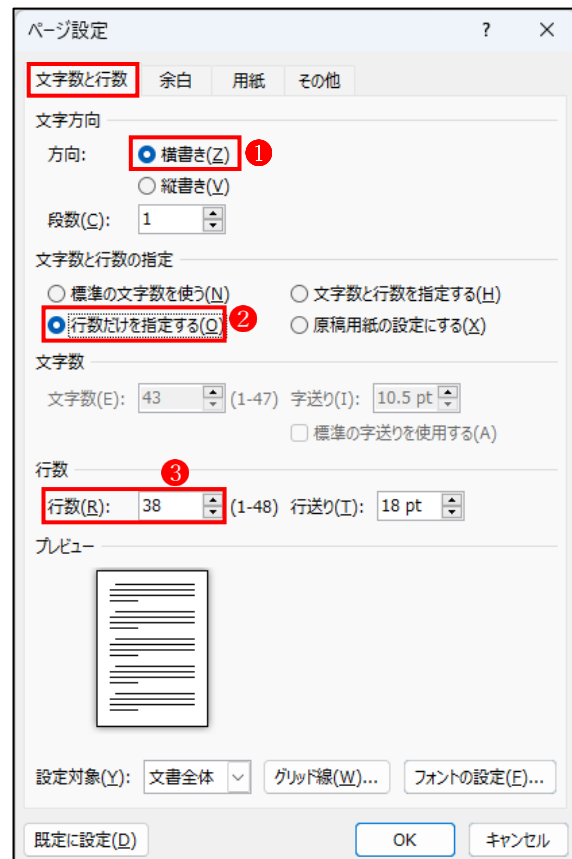 ページ設定 ? ×
文字数と行数 余白 用紙 その他
文字方向
方向: 横書き(Z) 1
縦書き(V)
段数(C): 1
文字数と行数の指定
標準の文字数を使う(N) 文字数と行数を指定する(H)
行数だけを指定する(O) 2 原稿用紙の設定にする(X)
文字数
文字数(E): 43 (1-47) 字送り(I): 10.5 pt
標準の字送りを使用する(A)
行数 3
行数(R): 38 (1-48) 行送り(T): 18 pt
プレビュー
設定対象(Y): 文書全体 グリッド線(W)... フォントの設定(F)...
既定に設定(D) OK キャンセル